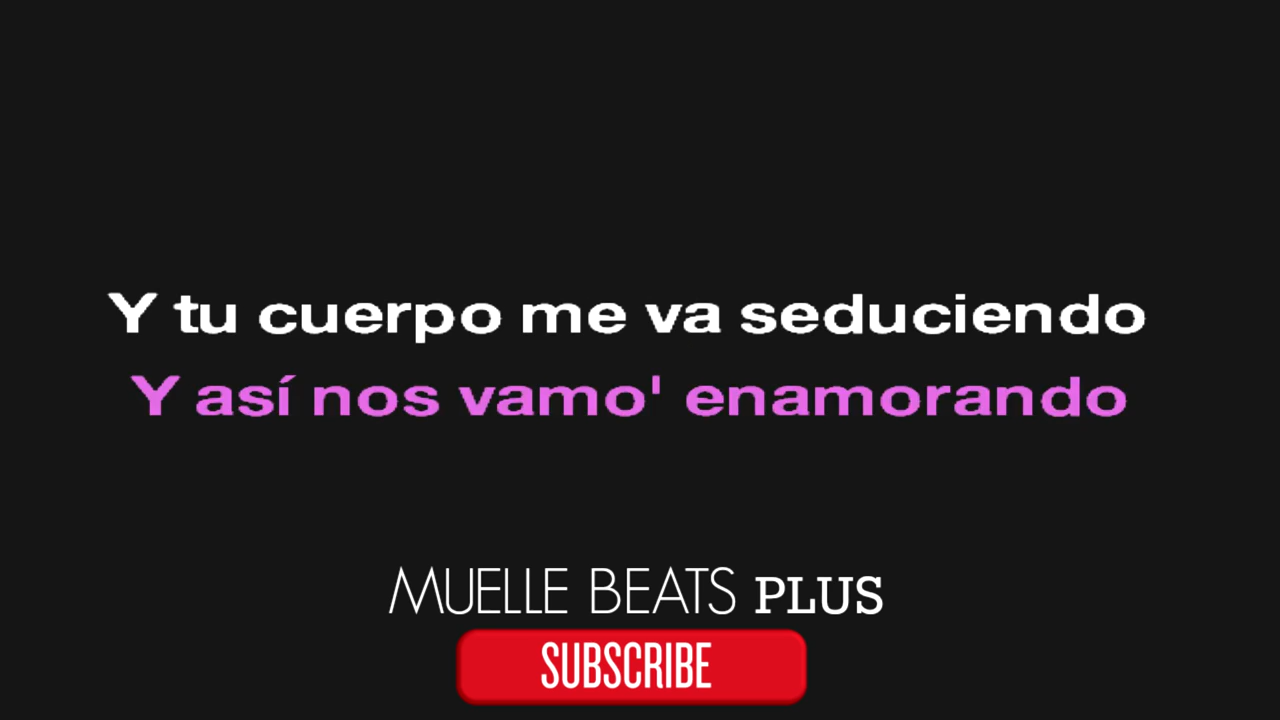 Y tu cuerpo me va seduciendo
Y así nos vamo' enamorando
MUELLE BEATS PLUS
SUBSCRIBE